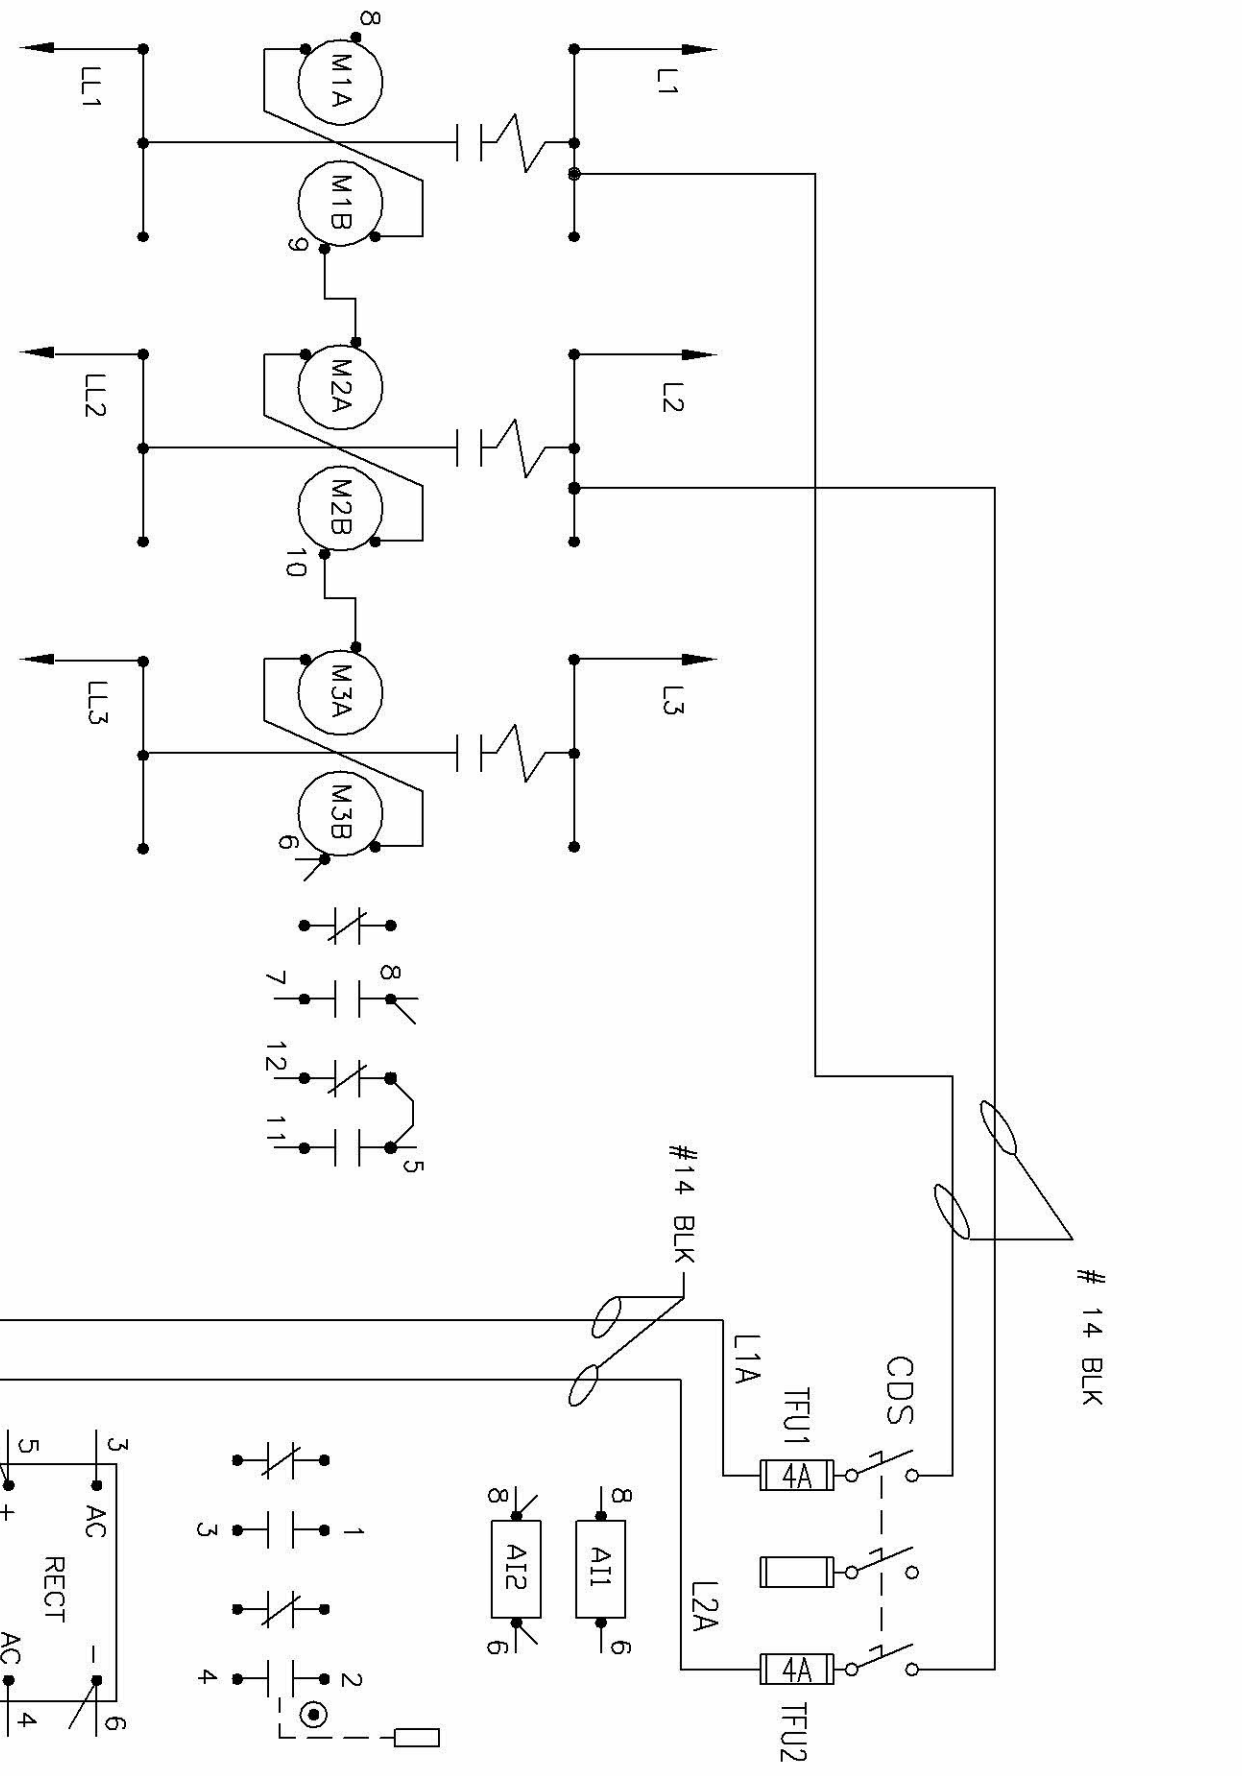 L1
L2
L3
8
M1A
M1B
9
M2A
M2B
10
M3A
M3B
6
LL1
LL2
LL3
8
7
12
11
5
# 14 BLK
#14 BLK
CDS
L1A
TFU1
4A
4A
TFU2
L2A
8
AI1
6
8
AI2
6
1
3
2
4
3
AC
5
+
RECT
-
6
AC
4